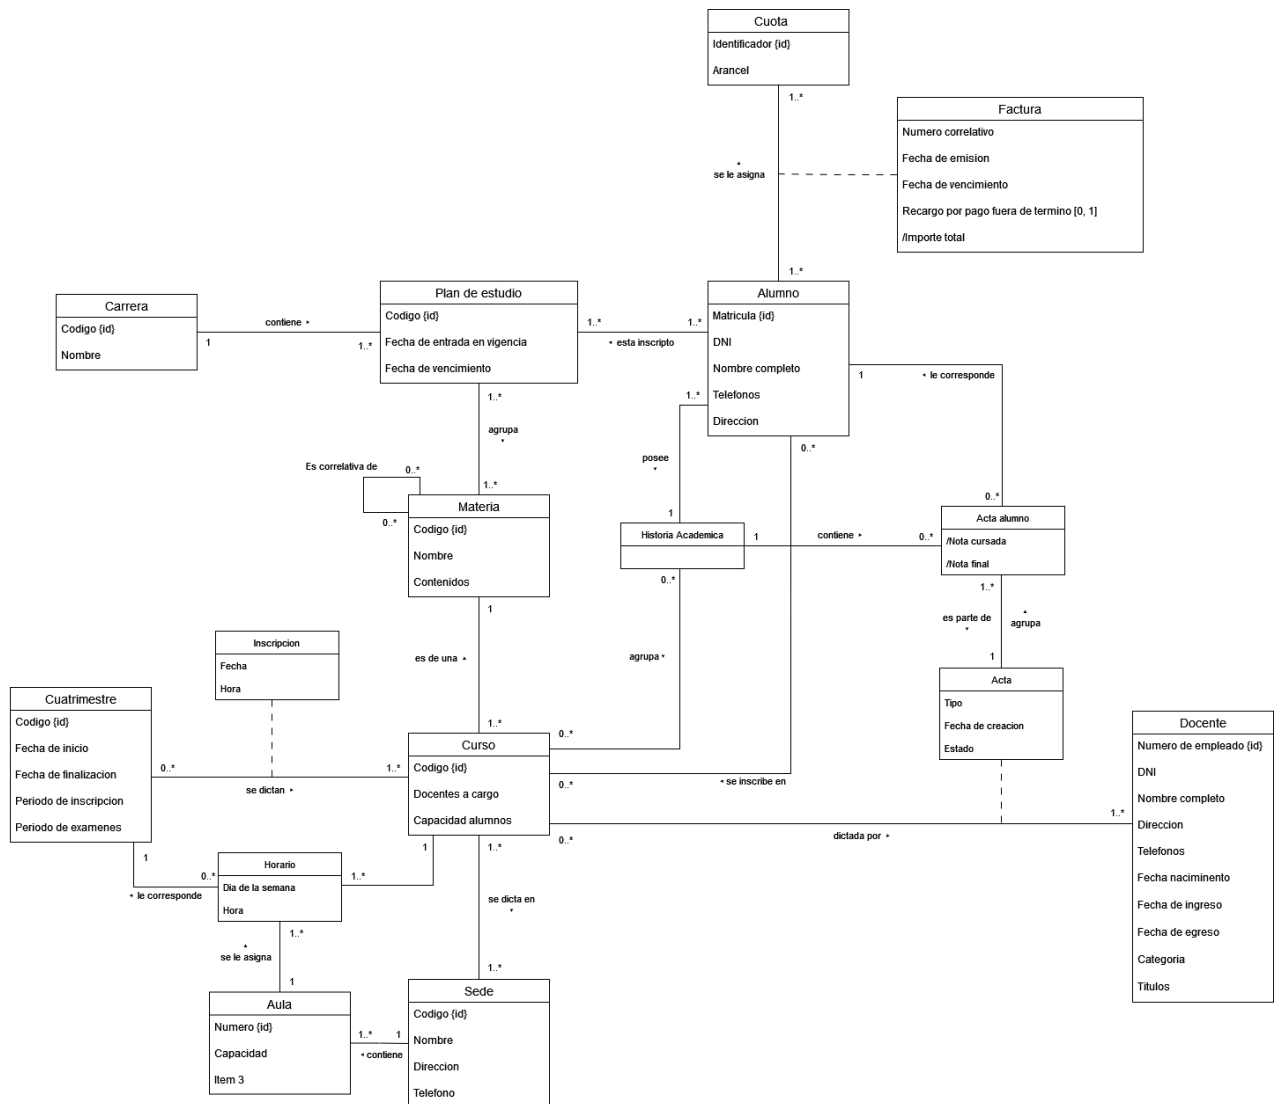 Cuota
Identificador {id}
Arancel
1..*
Factura
Numero correlativo
Fecha de emision
Fecha de vencimiento
Recargo por pago fuera de termino [0, 1]
/Importe total
se le asigna
1..*
Carrera
Codigo {id}
Nombre
contiene
1
1..*
Plan de estudio
Codigo {id}
Fecha de entrada en vigencia
Fecha de vencimiento
1..*
1..*
esta inscripto
Alumno
Matricula {id}
DNI
Nombre completo
Telefonos
Direccion
1
le corresponde
1..*
agrupa
1..*
posee
0..*
Es correlativa de
0..*
0..*
1..*
Materia
Codigo {id}
Nombre
Contenidos
1
Historia Academica
1
contiene
0..*
0..*
Acta alumno
/Nota cursada
/Nota final
0..*
1
1..*
es parte de
agrupa
1
Inscripcion
Fecha
Hora
es de una
agrupa
Acta
Tipo
Fecha de creacion
Estado
Cuatrimestre
Codigo {id}
Fecha de inicio
Fecha de finalizacion
Periodo de inscripcion
Periodo de examenes
0..*
se dictan
1..*
1..*
Curso
Codigo {id}
Docentes a cargo
Capacidad alumnos
0..*
0..*
se inscribe en
0..*
dictada por
1..*
Docente
Numero de empleado {id}
DNI
Nombre completo
Direccion
Telefonos
Fecha naciminento
Fecha de ingreso
Fecha de egreso
Categoria
Titulos
1
le corresponde
0..*
Horario
Dia de la semana
Hora
1..*
1
1..*
se dicta en
1..*
1..*
se le asigna
1
Aula
Numero {id}
Capacidad
Item 3
1..*
1
contiene
Sede
Codigo {id}
Nombre
Direccion
Telefono